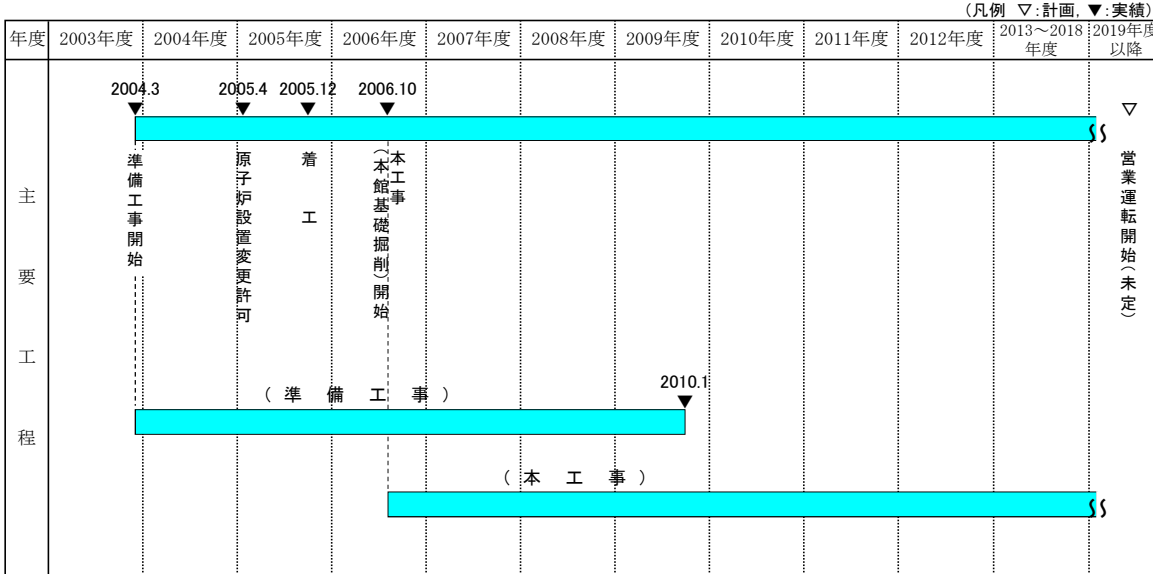 (凡例 ▽:計画, ▼:実績)
年度 2003年度 2004年度 2005年度 2006年度 2007年度 2008年度 2009年度 2010年度 2011年度 2012年度 2013～2018年度 2019年度以降
主要工程
2004.3 2005.4 2005.12 2006.10
▼ ▼ ▼ ▼ ▽
準備工事開始
原子炉設置変更許可
着工
本工事
(本館基礎掘削)開始
営業運転開始(未定)
(準備工事)
2010.1
▼
(本工事)